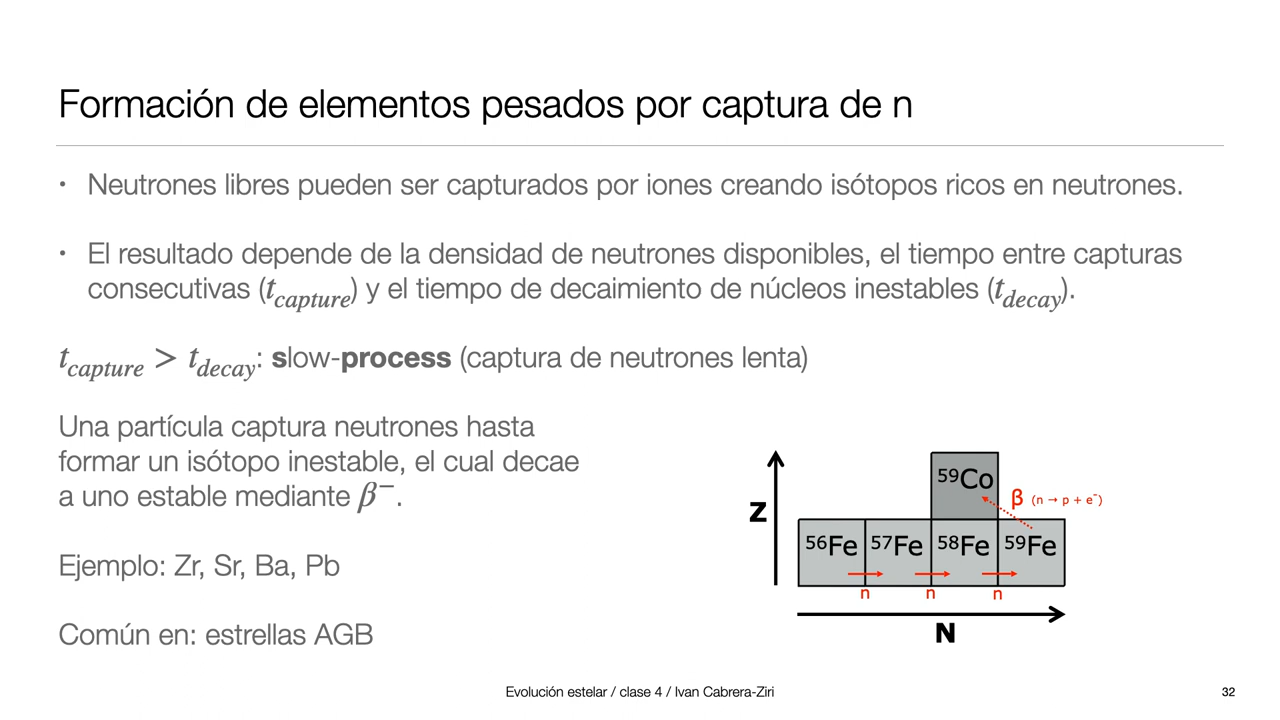 Formación de elementos pesados por captura de n
• Neutrones libres pueden ser capturados por iones creando isótopos ricos en neutrones.
• El resultado depende de la densidad de neutrones disponibles, el tiempo entre capturas
consecutivas (t_capture) y el tiempo de decaimiento de núcleos inestables (t_decay).
t_capture > t_decay: slow-process (captura de neutrones lenta)
Una partícula captura neutrones hasta
formar un isótopo inestable, el cual decae
a uno estable mediante β⁻.
Ejemplo: Zr, Sr, Ba, Pb
Común en: estrellas AGB
Z
⁵⁹Co
β (n → p + e⁻)
⁵⁶Fe ⁵⁷Fe ⁵⁸Fe ⁵⁹Fe
n n n
N
Evolución estelar / clase 4 / Ivan Cabrera-Ziri
32